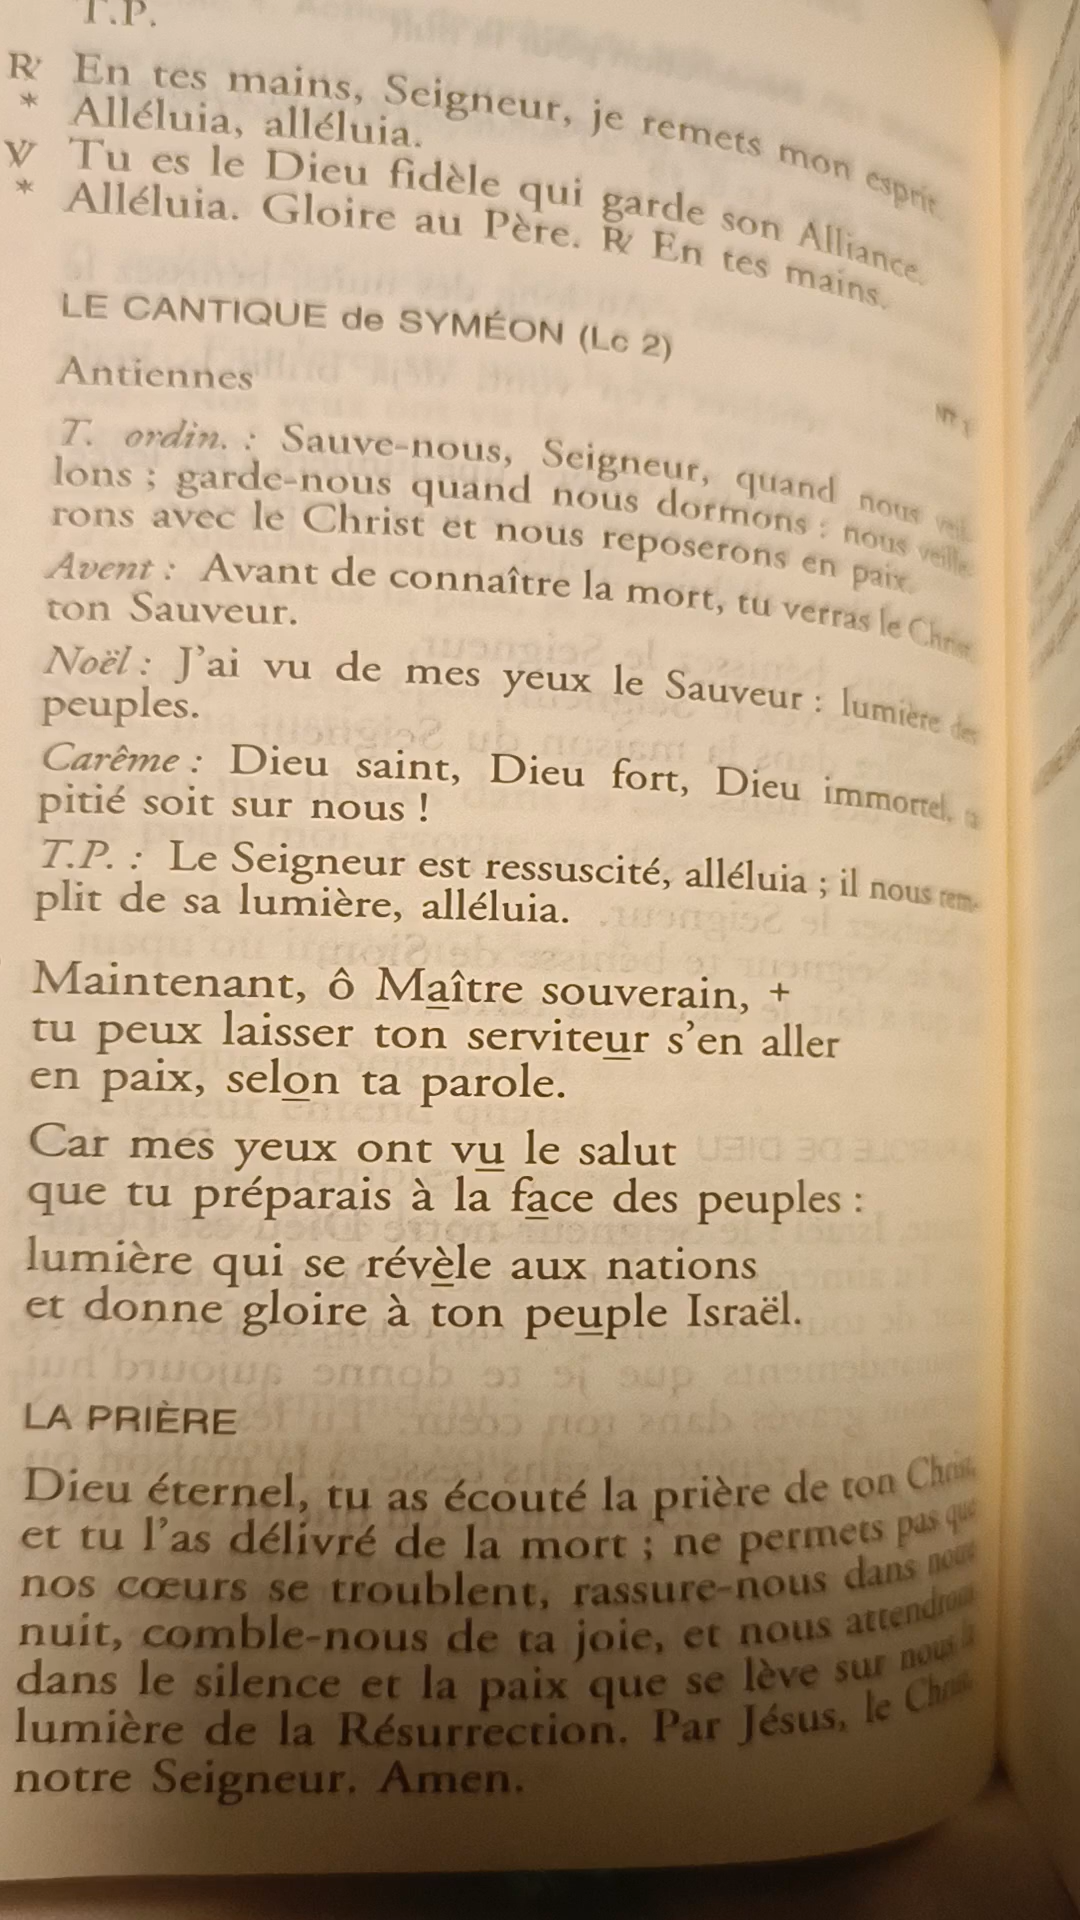 T.P.
R/ En tes mains, Seigneur, je remets mon esprit.
* Alléluia, alléluia.
V/ Tu es le Dieu fidèle qui garde son Alliance.
* Alléluia. Gloire au Père. R/ En tes mains.
LE CANTIQUE de SYMÉON (Lc 2)
Antiennes
T. ordin. : Sauve-nous, Seigneur, quand nous veil-
lons ; garde-nous quand nous dormons : nous veille-
rons avec le Christ et nous reposerons en paix.
Avent : Avant de connaître la mort, tu verras le Christ,
ton Sauveur.
Noël : J'ai vu de mes yeux le Sauveur : lumière des
peuples.
Carême : Dieu saint, Dieu fort, Dieu immortel,
pitié soit sur nous !
T.P. : Le Seigneur est ressuscité, alléluia ; il nous rem-
plit de sa lumière, alléluia.
Maintenant, ô Maître souverain, +
tu peux laisser ton serviteur s'en aller
en paix, selon ta parole.
Car mes yeux ont vu le salut
que tu préparais à la face des peuples :
lumière qui se révèle aux nations
et donne gloire à ton peuple Israël.
LA PRIÈRE
Dieu éternel, tu as écouté la prière de ton Christ,
et tu l'as délivré de la mort ; ne permets pas que
nos cœurs se troublent, rassure-nous dans notre
nuit, comble-nous de ta joie, et nous attendrons
dans le silence et la paix que se lève sur nous la
lumière de la Résurrection. Par Jésus, le Christ,
notre Seigneur. Amen.